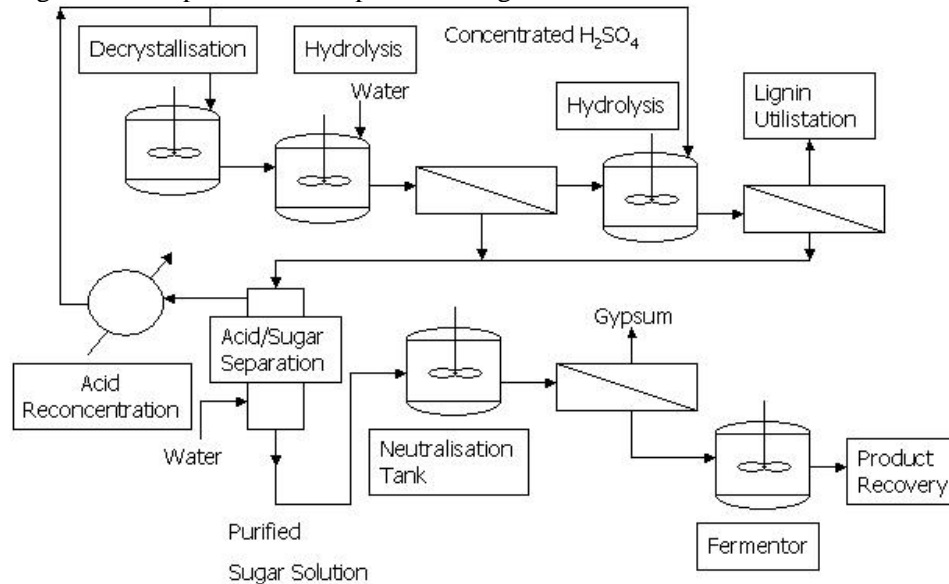 Decrystallisation
Hydrolysis
Concentrated H₂SO₄
Water
Hydrolysis
Lignin
Utilistation
Acid/Sugar
Separation
Gypsum
Acid
Reconcentration
Water
Neutralisation
Tank
Product
Recovery
Purified
Sugar Solution
Fermentor